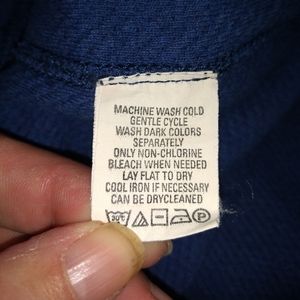 MACHINE WASH COLD
GENTLE CYCLE
WASH DARK COLORS
SEPARATELY
ONLY NON-CHLORINE
BLEACH WHEN NEEDED
LAY FLAT TO DRY
COOL IRON IF NECESSARY
CAN BE DRYCLEANED
30°C P